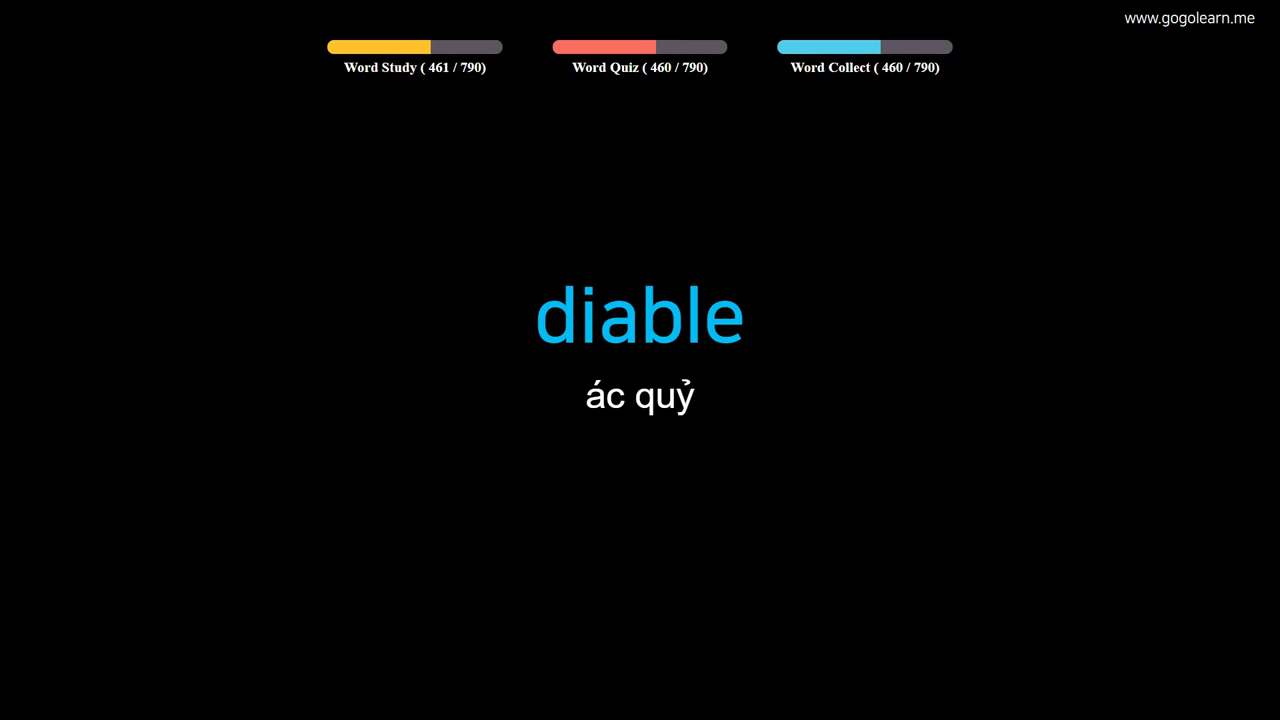 www.gogolearn.me
Word Study ( 461 / 790)
Word Quiz ( 460 / 790)
Word Collect ( 460 / 790)
diable
ác quỷ